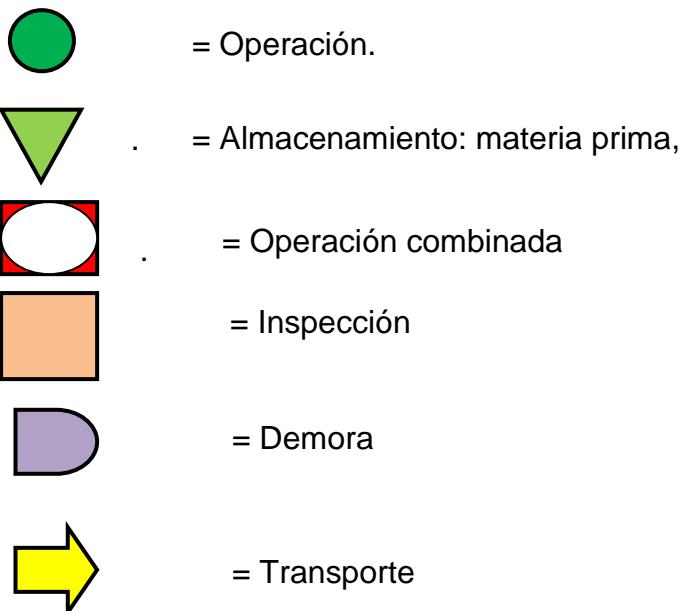 = Operación.
. = Almacenamiento: materia prima,
. = Operación combinada
= Inspección
= Demora
= Transporte